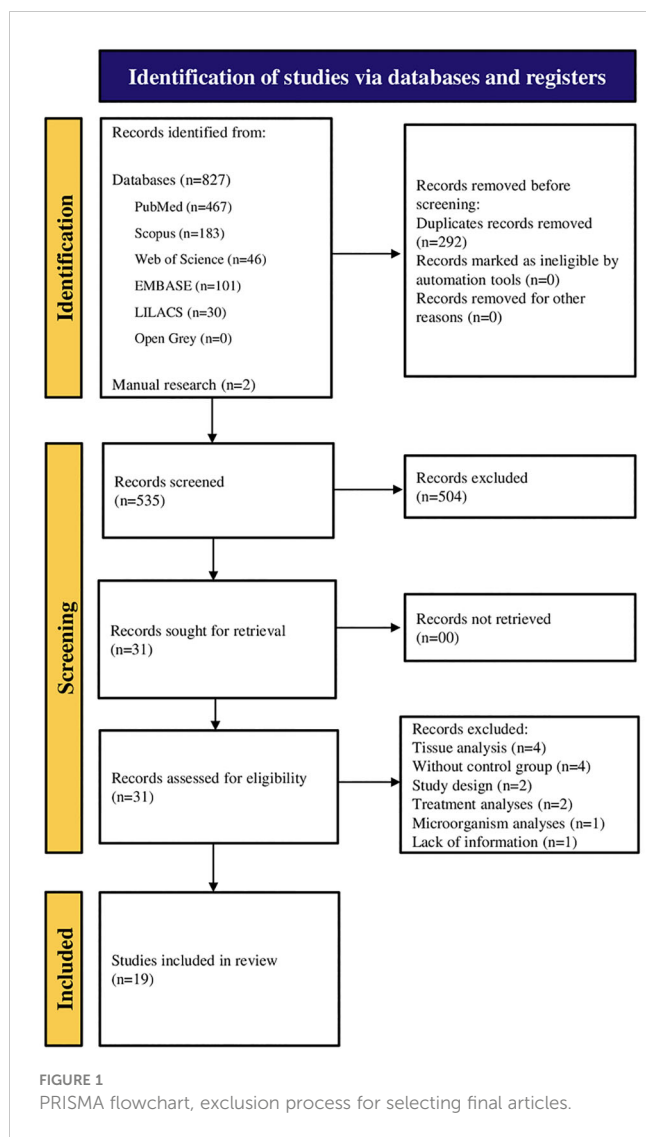 Identification of studies via databases and registers
Identification
Records identified from:
Databases (n=827)
PubMed (n=467)
Scopus (n=183)
Web of Science (n=46)
EMBASE (n=101)
LILACS (n=30)
Open Grey (n=0)
Manual research (n=2)
Records removed before
screening:
Duplicates records removed
(n=292)
Records marked as ineligible by
automation tools (n=0)
Records removed for other
reasons (n=0)
Screening
Records screened
(n=535)
Records excluded
(n=504)
Records sought for retrieval
(n=31)
Records not retrieved
(n=00)
Records assessed for eligibility
(n=31)
Records excluded:
Tissue analysis (n=4)
Without control group (n=4)
Study design (n=2)
Treatment analyses (n=2)
Microorganism analyses (n=1)
Lack of information (n=1)
Included
Studies included in review
(n=19)
FIGURE 1
PRISMA flowchart, exclusion process for selecting final articles.